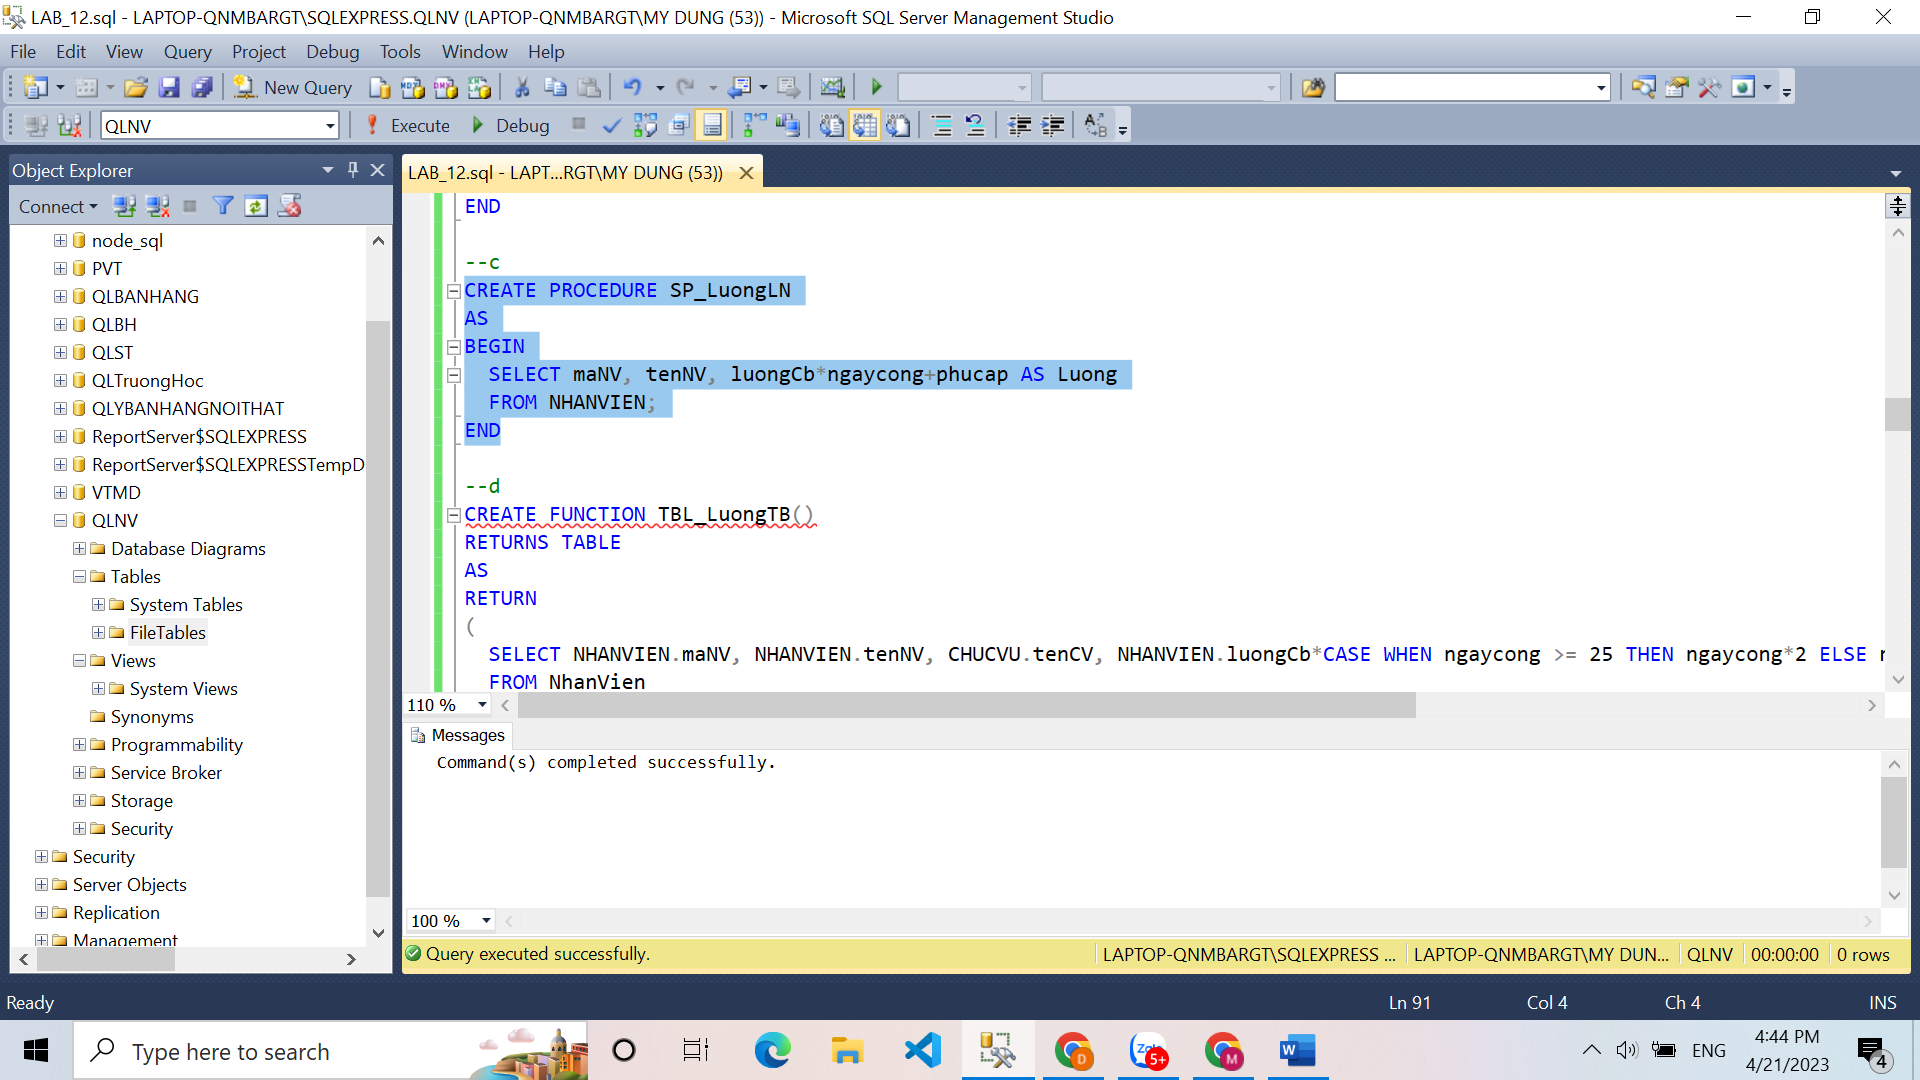 LAB_12.sql - LAPTOP-QNMBARGT\SQLEXPRESS.QLNV (LAPTOP-QNMBARGT\MY DUNG (53)) - Microsoft SQL Server Management Studio
File Edit View Query Project Debug Tools Window Help
New Query
QLNV Execute Debug
Object Explorer
Connect
node_sql
PVT
QLBANHANG
QLBH
QLST
QLTruongHoc
QLYBANHANGNOITHAT
ReportServer$SQLEXPRESS
ReportServer$SQLEXPRESSTempD
VTMD
QLNV
Database Diagrams
Tables
System Tables
FileTables
Views
System Views
Synonyms
Programmability
Service Broker
Storage
Security
Security
Server Objects
Replication
Management
LAB_12.sql - LAPT...RGT\MY DUNG (53))
END
--c
CREATE PROCEDURE SP_LuongLN
AS
BEGIN
SELECT maNV, tenNV, luongCb*ngaycong+phucap AS Luong
FROM NHANVIEN;
END
--d
CREATE FUNCTION TBL_LuongTB()
RETURNS TABLE
AS
RETURN
(
SELECT NHANVIEN.maNV, NHANVIEN.tenNV, CHUCVU.tenCV, NHANVIEN.luongCb*CASE WHEN ngaycong >= 25 THEN ngaycong*2 ELSE
FROM NhanVien
110 %
Messages
Command(s) completed successfully.
100 %
Query executed successfully. LAPTOP-QNMBARGT\SQLEXPRESS ... LAPTOP-QNMBARGT\MY DUN... QLNV 00:00:00 0 rows
Ready Ln 91 Col 4 Ch 4 INS
Type here to search
Zalo
5+
D
M
W
ENG
4:44 PM
4/21/2023
4